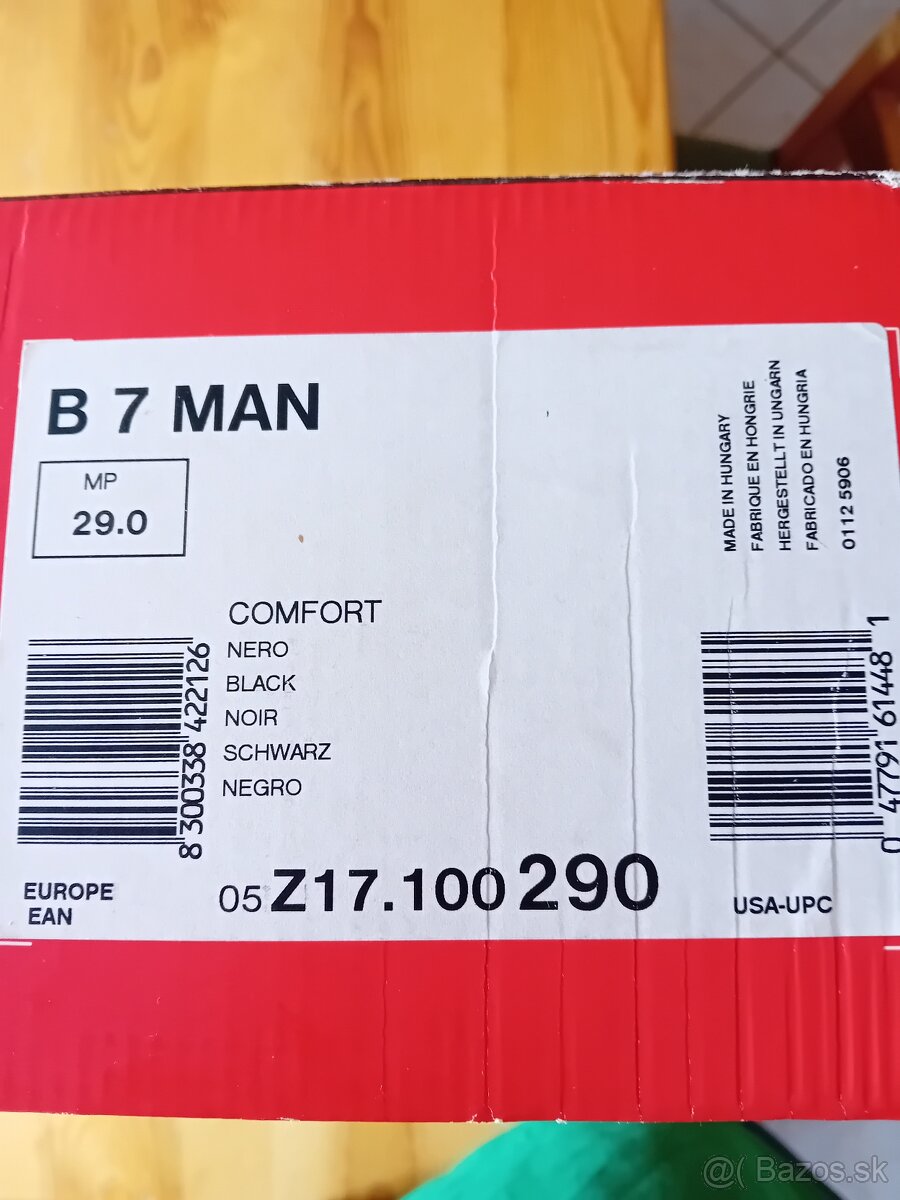 B 7 MAN
MP
29.0
MADE IN HUNGARY
FABRIQUE EN HONGRIE
HERGESTELLT IN UNGARN
FABRICADO EN HUNGRIA
0112 5906
COMFORT
NERO
BLACK
NOIR
SCHWARZ
NEGRO
8 300338 422126
EUROPE
EAN
05 Z17.100 290
0 47791 61448 1
USA-UPC
@( Bazos.sk